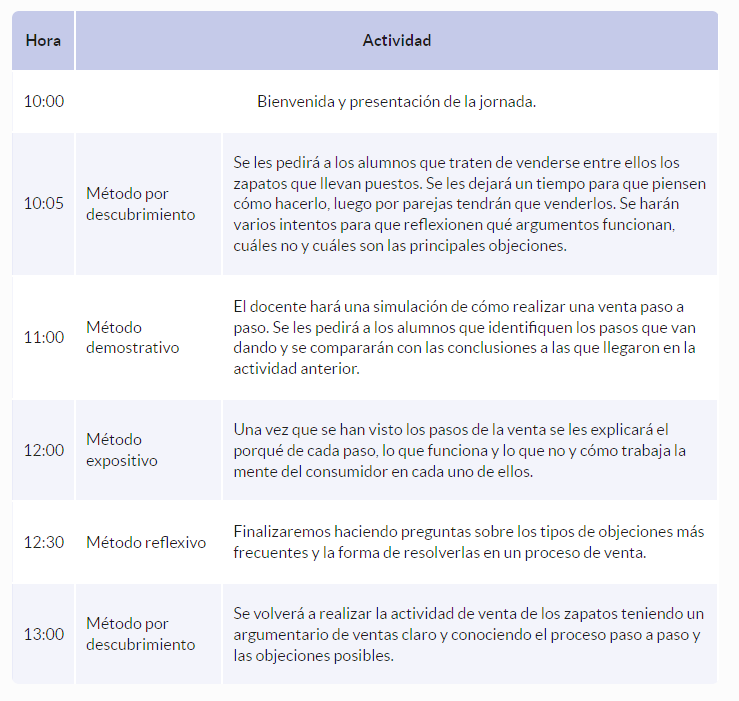 Hora Actividad
10:00 Bienvenida y presentación de la jornada.
Se les pedirá a los alumnos que traten de venderse entre ellos los
zapatos que llevan puestos. Se les dejará un tiempo para que piensen
10:05 Método por descubrimiento cómo hacerlo, luego por parejas tendrán que venderlos. Se harán
varios intentos para que reflexionen qué argumentos funcionan,
cuáles no y cuáles son las principales objeciones.
El docente hará una simulación de cómo realizar una venta paso a
11:00 Método demostrativo paso. Se les pedirá a los alumnos que identifiquen los pasos que van
dando y se compararán con las conclusiones a las que llegaron en la
actividad anterior.
Una vez que se han visto los pasos de la venta se les explicará el
12:00 Método expositivo porqué de cada paso, lo que funciona y lo que no y cómo trabaja la
mente del consumidor en cada uno de ellos.
12:30 Método reflexivo Finalizaremos haciendo preguntas sobre los tipos de objeciones más
frecuentes y la forma de resolverlas en un proceso de venta.
Se volverá a realizar la actividad de venta de los zapatos teniendo un
13:00 Método por descubrimiento argumentario de ventas claro y conociendo el proceso paso a paso y
las objeciones posibles.